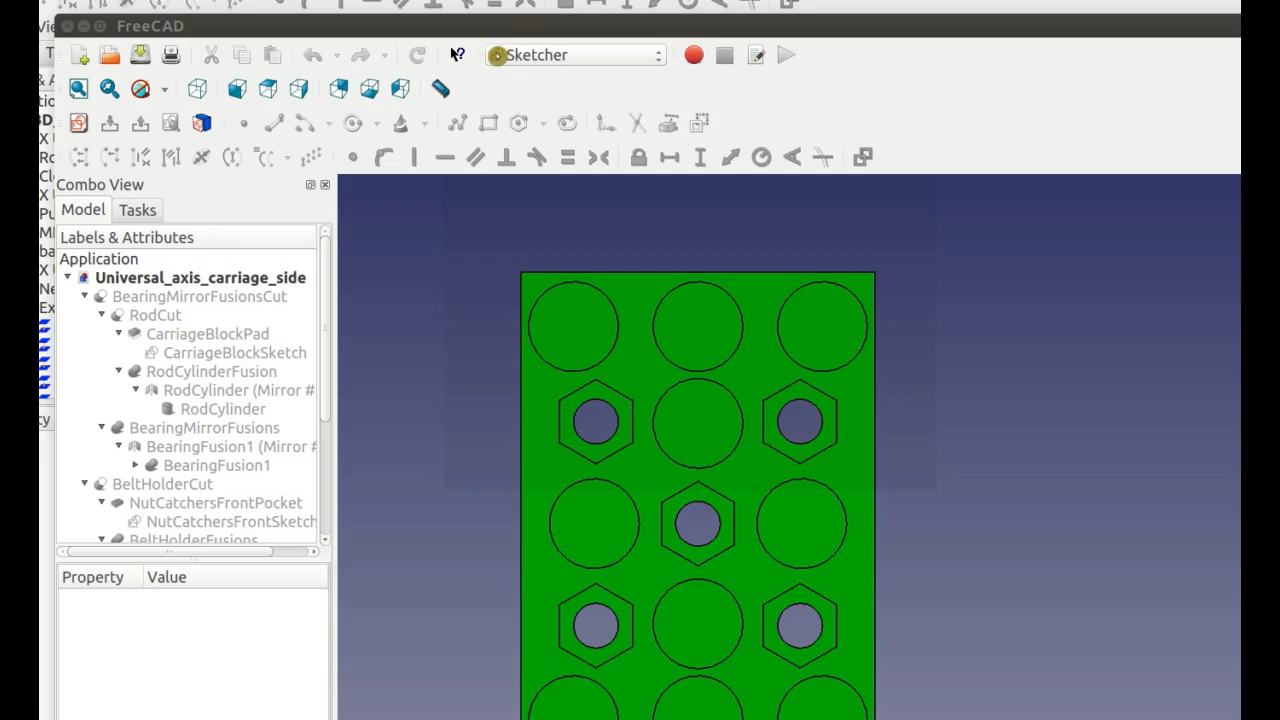 FreeCAD
Sketcher
Combo View
Model Tasks
Labels & Attributes
Application
Universal_axis_carriage_side
BearingMirrorFusionsCut
RodCut
CarriageBlockPad
CarriageBlockSketch
RodCylinderFusion
RodCylinder (Mirror #
RodCylinder
BearingMirrorFusions
BearingFusion1 (Mirror #
BearingFusion1
BeltHolderCut
NutCatchersFrontPocket
NutCatchersFrontSketch
BeltHolderFusions
Property Value